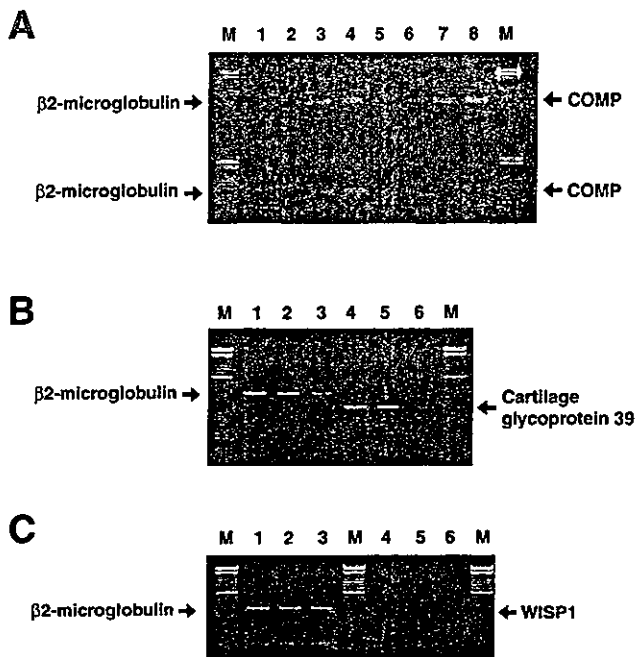 A
M 1 2 3 4 5 6 7 8 M
β2-microglobulin → ← COMP
β2-microglobulin → ← COMP
B
M 1 2 3 4 5 6 M
β2-microglobulin →
← Cartilage
glycoprotein 39
C
M 1 2 3 M 4 5 6 M
β2-microglobulin → ← WISP1